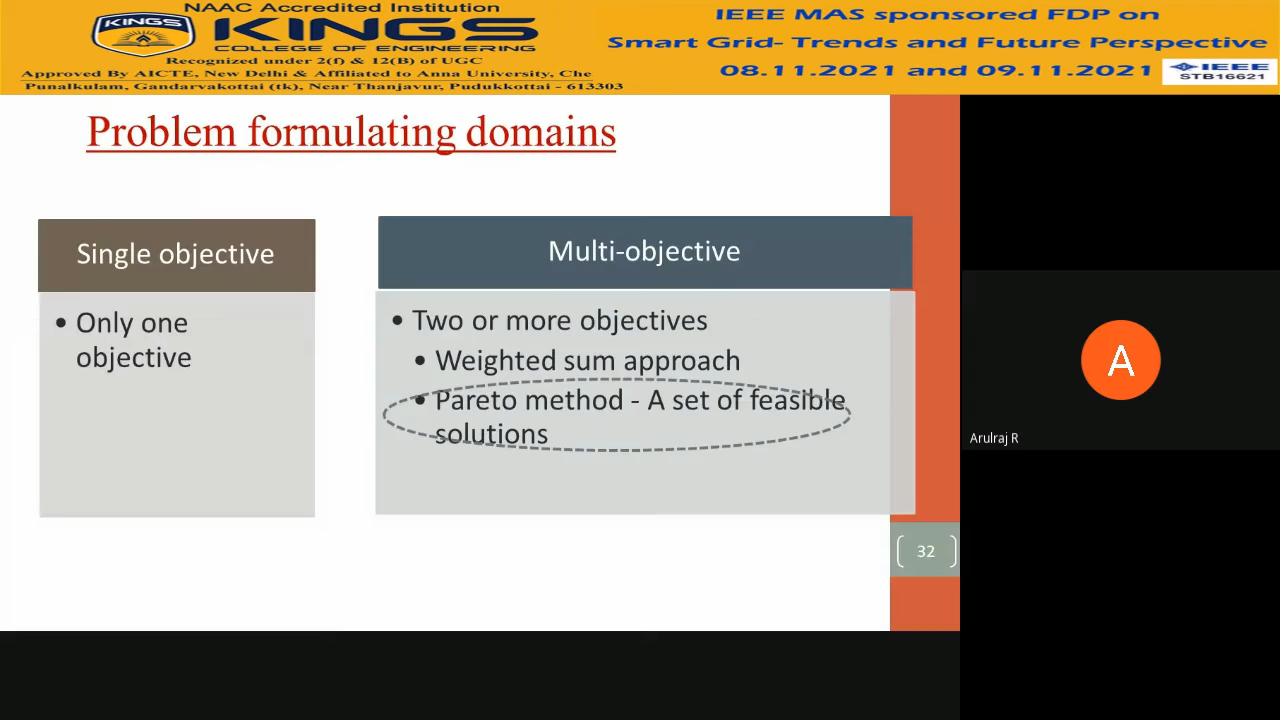 NAAC Accredited Institution
KINGS
KINGS
COLLEGE OF ENGINEERING
Recognized under 2(f) & 12(B) of UGC
Approved By AICTE, New Delhi & Affiliated to Anna University, Che
Punalkulam, Gandarvakottai (tk), Near Thanjavur, Pudukkottai - 613303
IEEE MAS sponsored FDP on
Smart Grid- Trends and Future Perspective
08.11.2021 and 09.11.2021
IEEE
STB16621
Problem formulating domains
Single objective
• Only one
objective
Multi-objective
• Two or more objectives
• Weighted sum approach
• Pareto method - A set of feasible
solutions
32
A
Arulraj R